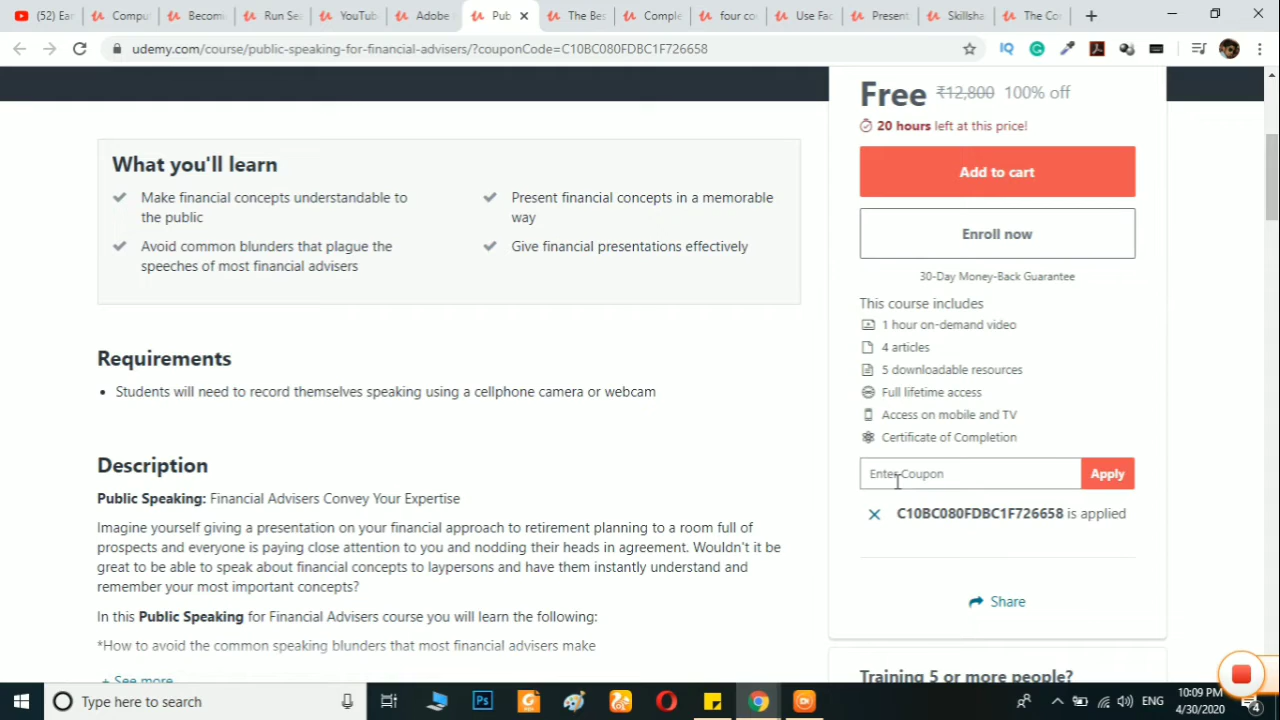 (52) Ear
Compu
Becom
Run Se
YouTub
Adobe
Pub
The Be
Comple
four co
Use Fac
Present
Skillsha
The Co
udemy.com/course/public-speaking-for-financial-advisers/?couponCode=C10BC080FDBC1F726658
IQ
Free ₹12,800 100% off
20 hours left at this price!
Add to cart
Enroll now
30-Day Money-Back Guarantee
This course includes
1 hour on-demand video
4 articles
5 downloadable resources
Full lifetime access
Access on mobile and TV
Certificate of Completion
Enter Coupon
Apply
C10BC080FDBC1F726658 is applied
Share
Training 5 or more people?
What you'll learn
Make financial concepts understandable to
the public
Avoid common blunders that plague the
speeches of most financial advisers
Present financial concepts in a memorable
way
Give financial presentations effectively
Requirements
Students will need to record themselves speaking using a cellphone camera or webcam
Description
Public Speaking: Financial Advisers Convey Your Expertise
Imagine yourself giving a presentation on your financial approach to retirement planning to a room full of
prospects and everyone is paying close attention to you and nodding their heads in agreement. Wouldn't it be
great to be able to speak about financial concepts to laypersons and have them instantly understand and
remember your most important concepts?
In this Public Speaking for Financial Advisers course you will learn the following:
*How to avoid the common speaking blunders that most financial advisers make
+ See more
Type here to search
Ps
ENG
10:09 PM
4/30/2020
4